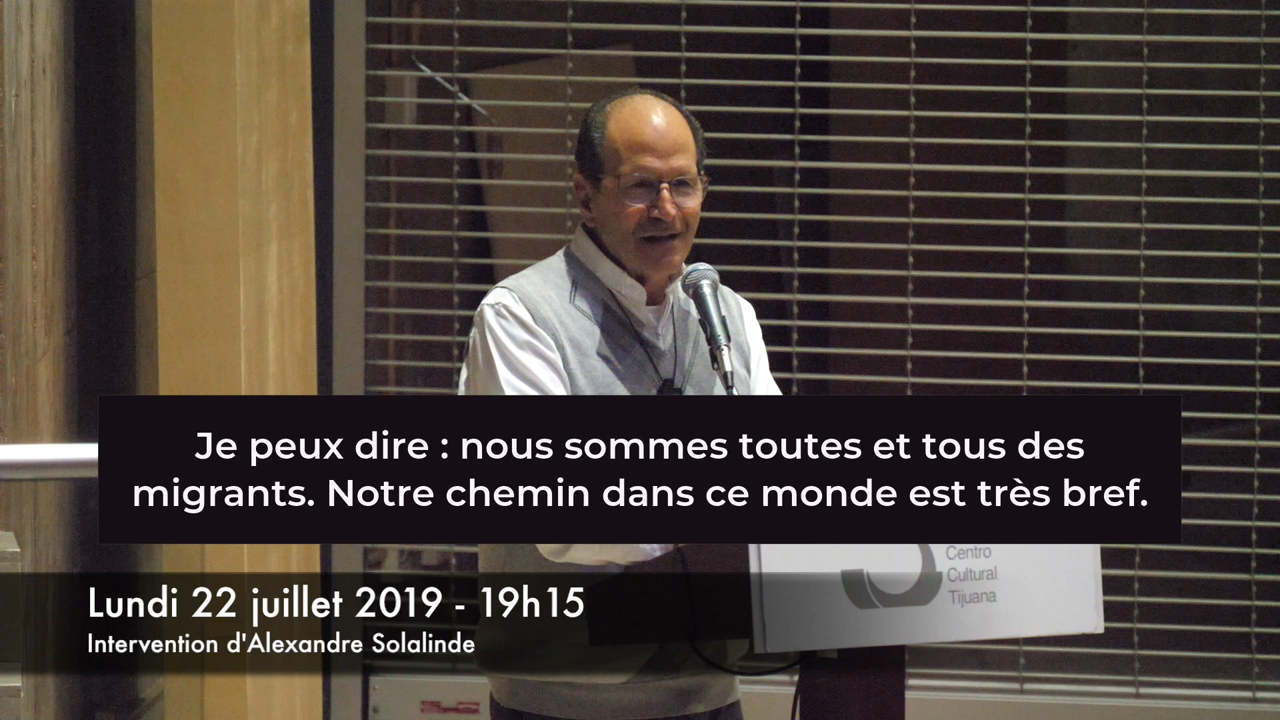 Je peux dire : nous sommes toutes et tous des
migrants. Notre chemin dans ce monde est très bref.
Centro
Cultural
Tijuana
Lundi 22 juillet 2019 - 19h15
Intervention d'Alexandre Solalinde